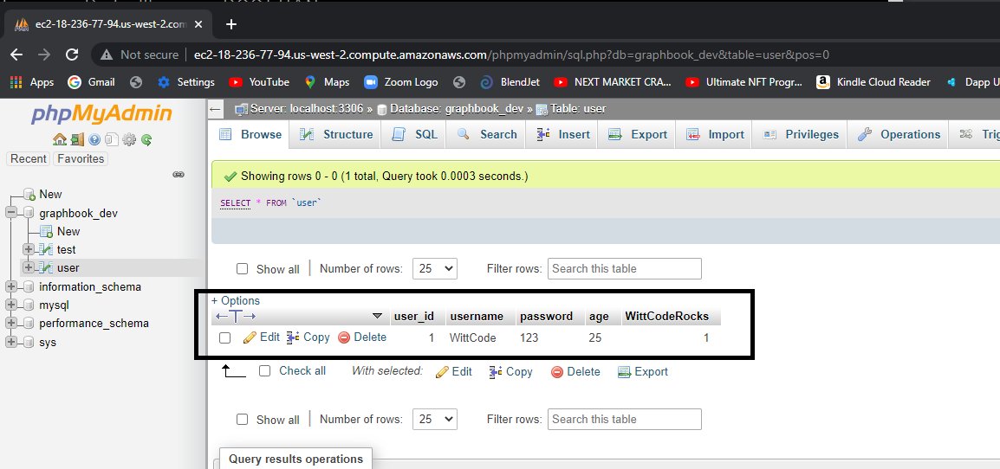 ec2-18-236-77-94.us-west-2.com
Not secure ec2-18-236-77-94.us-west-2.compute.amazonaws.com/phpmyadmin/sql.php?db=graphbook_dev&table=user&pos=0
Apps Gmail Settings YouTube Maps Zoom Logo BlendJet NEXT MARKET CRA... Ultimate NFT Progr... Kindle Cloud Reader Dapp U
phpMyAdmin
Recent Favorites
New
graphbook_dev
New
test
user
information_schema
mysql
performance_schema
sys
Server: localhost:3306 » Database: graphbook_dev » Table: user
Browse Structure SQL Search Insert Export Import Privileges Operations Trig
Showing rows 0 - 0 (1 total, Query took 0.0003 seconds.)
SELECT * FROM `user`
Show all Number of rows: 25 Filter rows: Search this table
+ Options
user_id username password age WittCodeRocks
Edit Copy Delete 1 WittCode 123 25 1
Check all With selected: Edit Copy Delete Export
Show all Number of rows: 25 Filter rows: Search this table
Query results operations